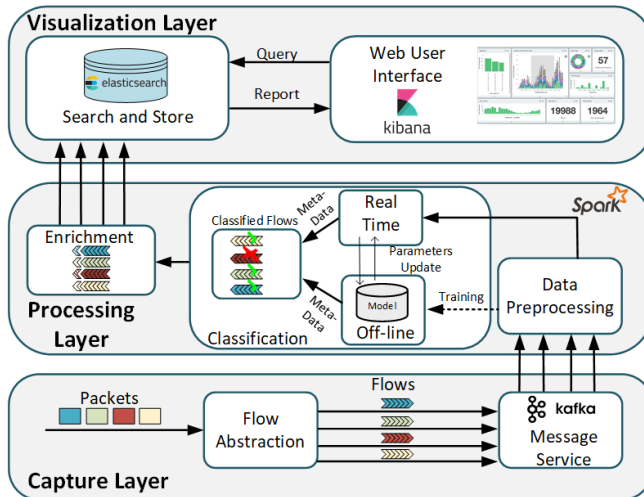 Visualization Layer
elasticsearch
Search and Store
Query
Report
Web User
Interface
kibana
57
19988
1964
Spark
Enrichment
Processing
Layer
Classified Flows
Meta-
Data
Real
Time
Parameters
Update
Meta-
Data
Model
Off-line
Classification
Training
Data
Preprocessing
Packets
Flow
Abstraction
Flows
kafka
Message
Service
Capture Layer